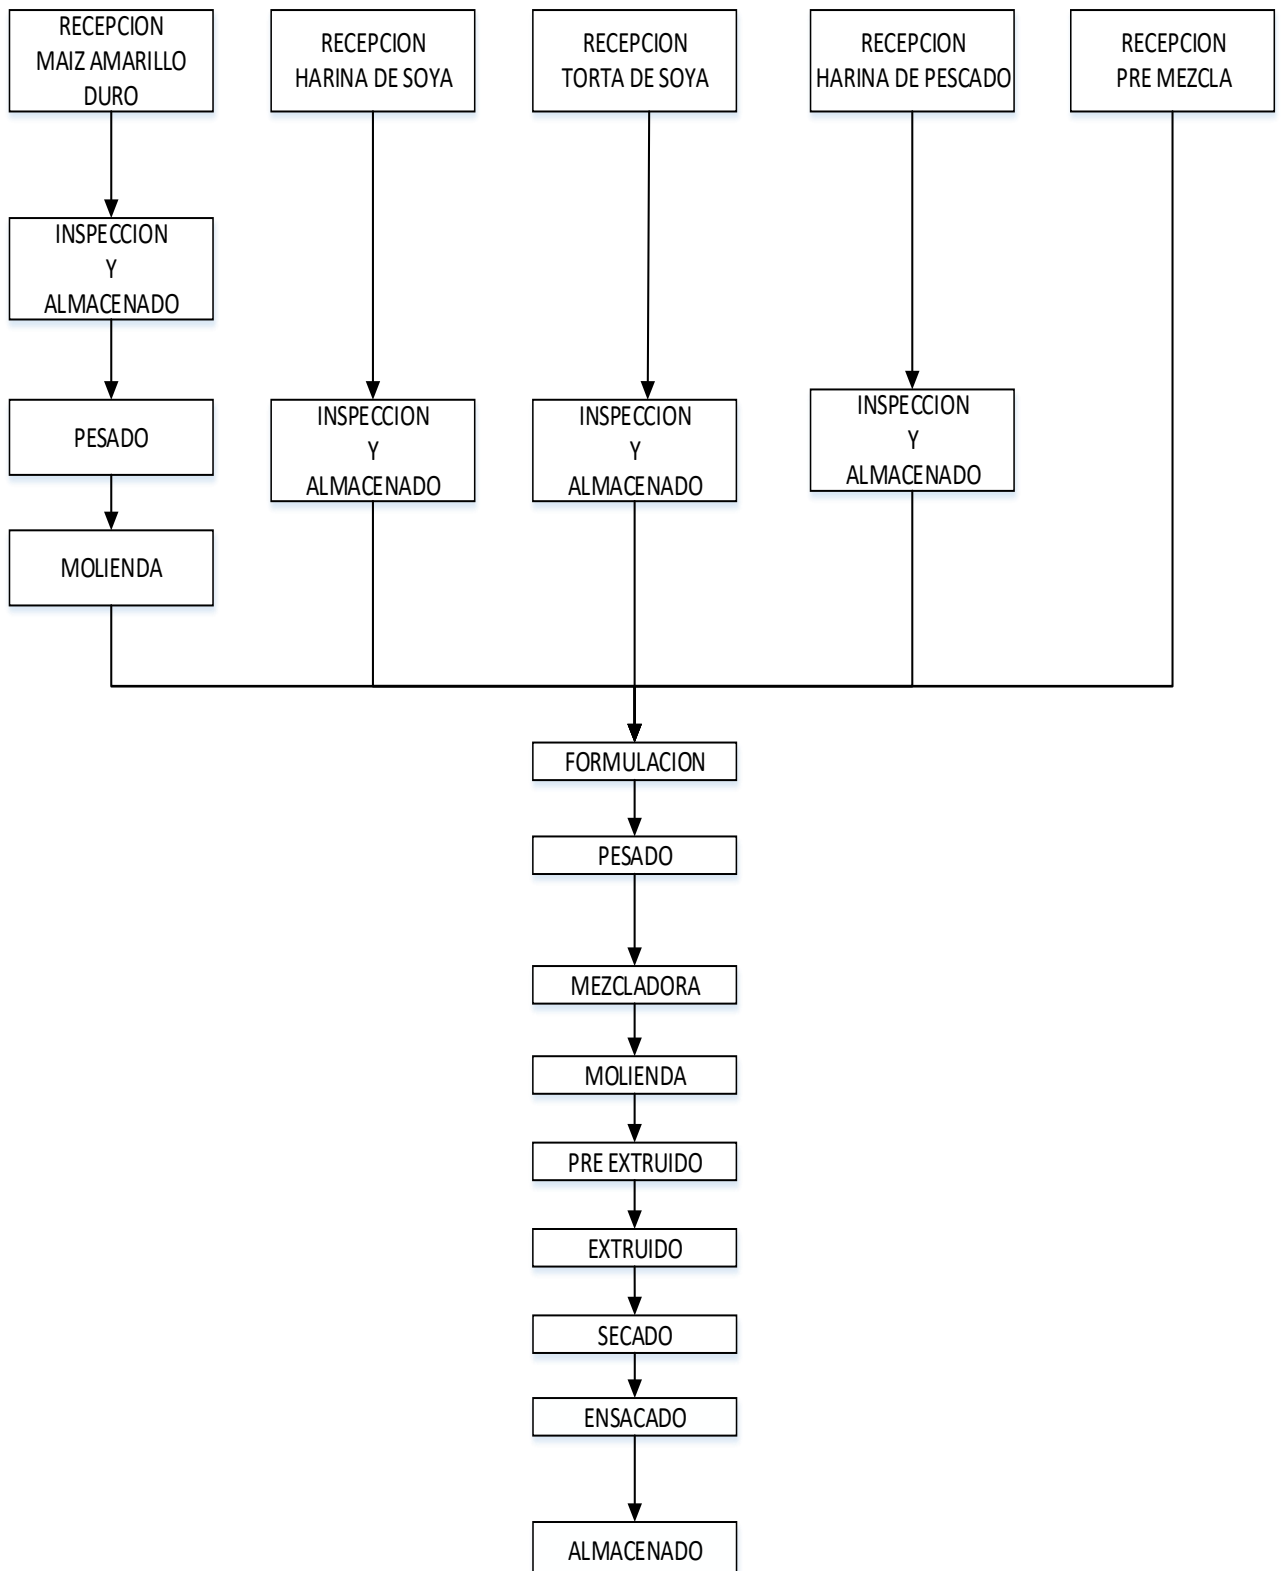 RECEPCION
MAIZ AMARILLO
DURO
RECEPCION
HARINA DE SOYA
RECEPCION
TORTA DE SOYA
RECEPCION
HARINA DE PESCADO
RECEPCION
PRE MEZCLA
INSPECCION
Y
ALMACENADO
PESADO
MOLIENDA
INSPECCION
Y
ALMACENADO
INSPECCION
Y
ALMACENADO
INSPECCION
Y
ALMACENADO
FORMULACION
PESADO
MEZCLADORA
MOLIENDA
PRE EXTRUIDO
EXTRUIDO
SECADO
ENSACADO
ALMACENADO